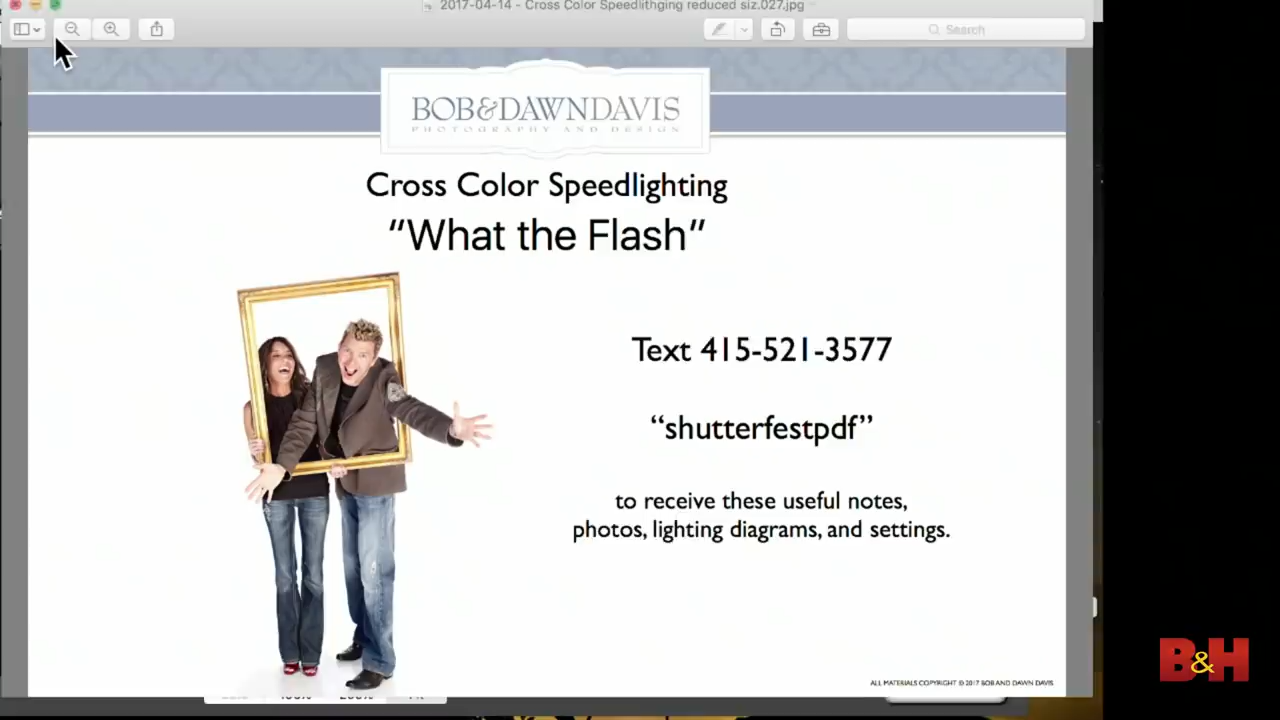 2017-04-14 - Cross Color Speedlithging reduced siz.027.jpg
Search
BOB&DAWNDAVIS
PHOTOGRAPHY AND DESIGN
Cross Color Speedlighting
“What the Flash”
Text 415-521-3577
“shutterfestpdf”
to receive these useful notes,
photos, lighting diagrams, and settings.
ALL MATERIALS COPYRIGHT © 2017 BOB AND DAWN DAVIS
B&H